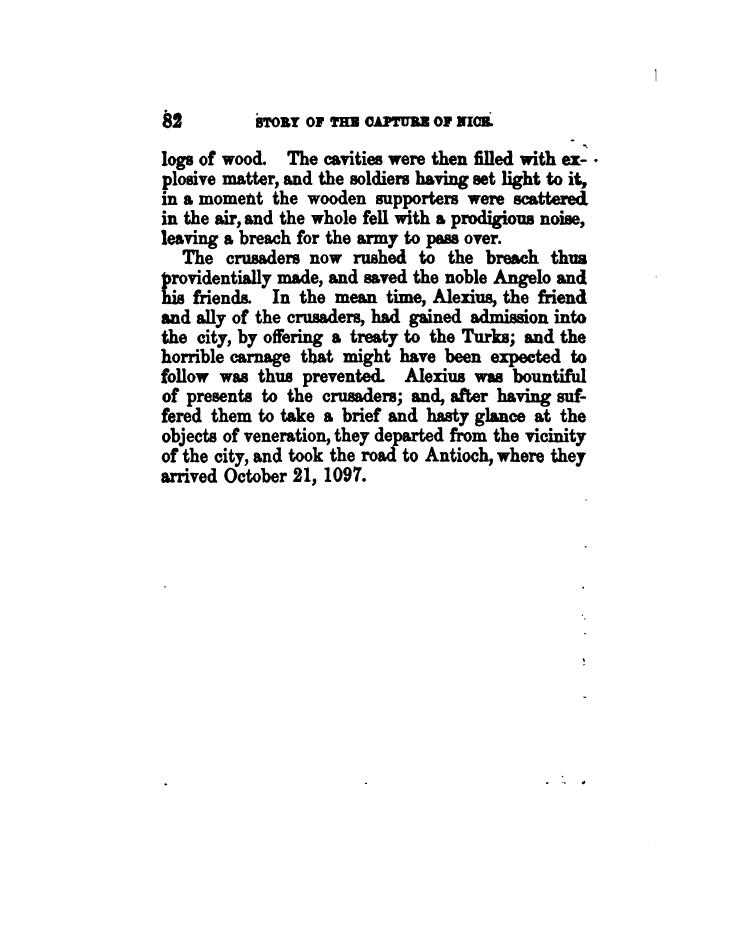 82 STORY OF THE CAPTURE OF NICE.
logs of wood. The cavities were then filled with ex-
plosive matter, and the soldiers having set light to it,
in a moment the wooden supporters were scattered
in the air, and the whole fell with a prodigious noise,
leaving a breach for the army to pass over.
The crusaders now rushed to the breach thus
providentially made, and saved the noble Angelo and
his friends. In the mean time, Alexius, the friend
and ally of the crusaders, had gained admission into
the city, by offering a treaty to the Turks; and the
horrible carnage that might have been expected to
follow was thus prevented. Alexius was bountiful
of presents to the crusaders; and, after having suf-
fered them to take a brief and hasty glance at the
objects of veneration, they departed from the vicinity
of the city, and took the road to Antioch, where they
arrived October 21, 1097.